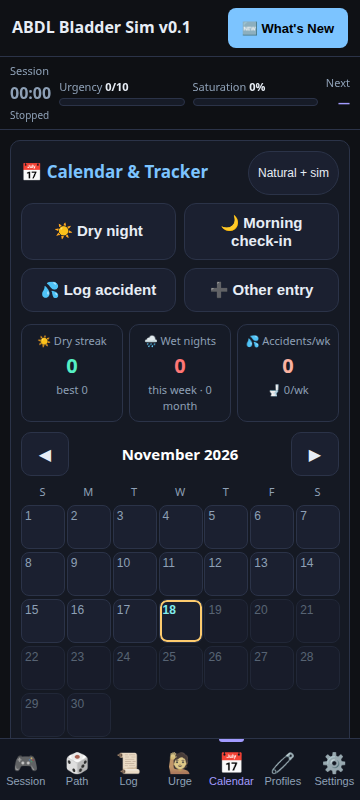 ABDL Bladder Sim v0.1
🆕 What's New
Session
00:00
Stopped
Urgency 0/10
Saturation 0%
Next
—
📅 Calendar & Tracker
Natural + sim
☀️ Dry night
🌙 Morning
check-in
💦 Log accident
➕ Other entry
☀️ Dry streak
0
best 0
🌧️ Wet nights
0
this week · 0
month
💦 Accidents/wk
0
🚽 0/wk
◀ November 2026 ▶
S M T W T F S
1 2 3 4 5 6 7
8 9 10 11 12 13 14
15 16 17 18 19 20 21
22 23 24 25 26 27 28
29 30
Session Path Log Urge Calendar Profiles Settings